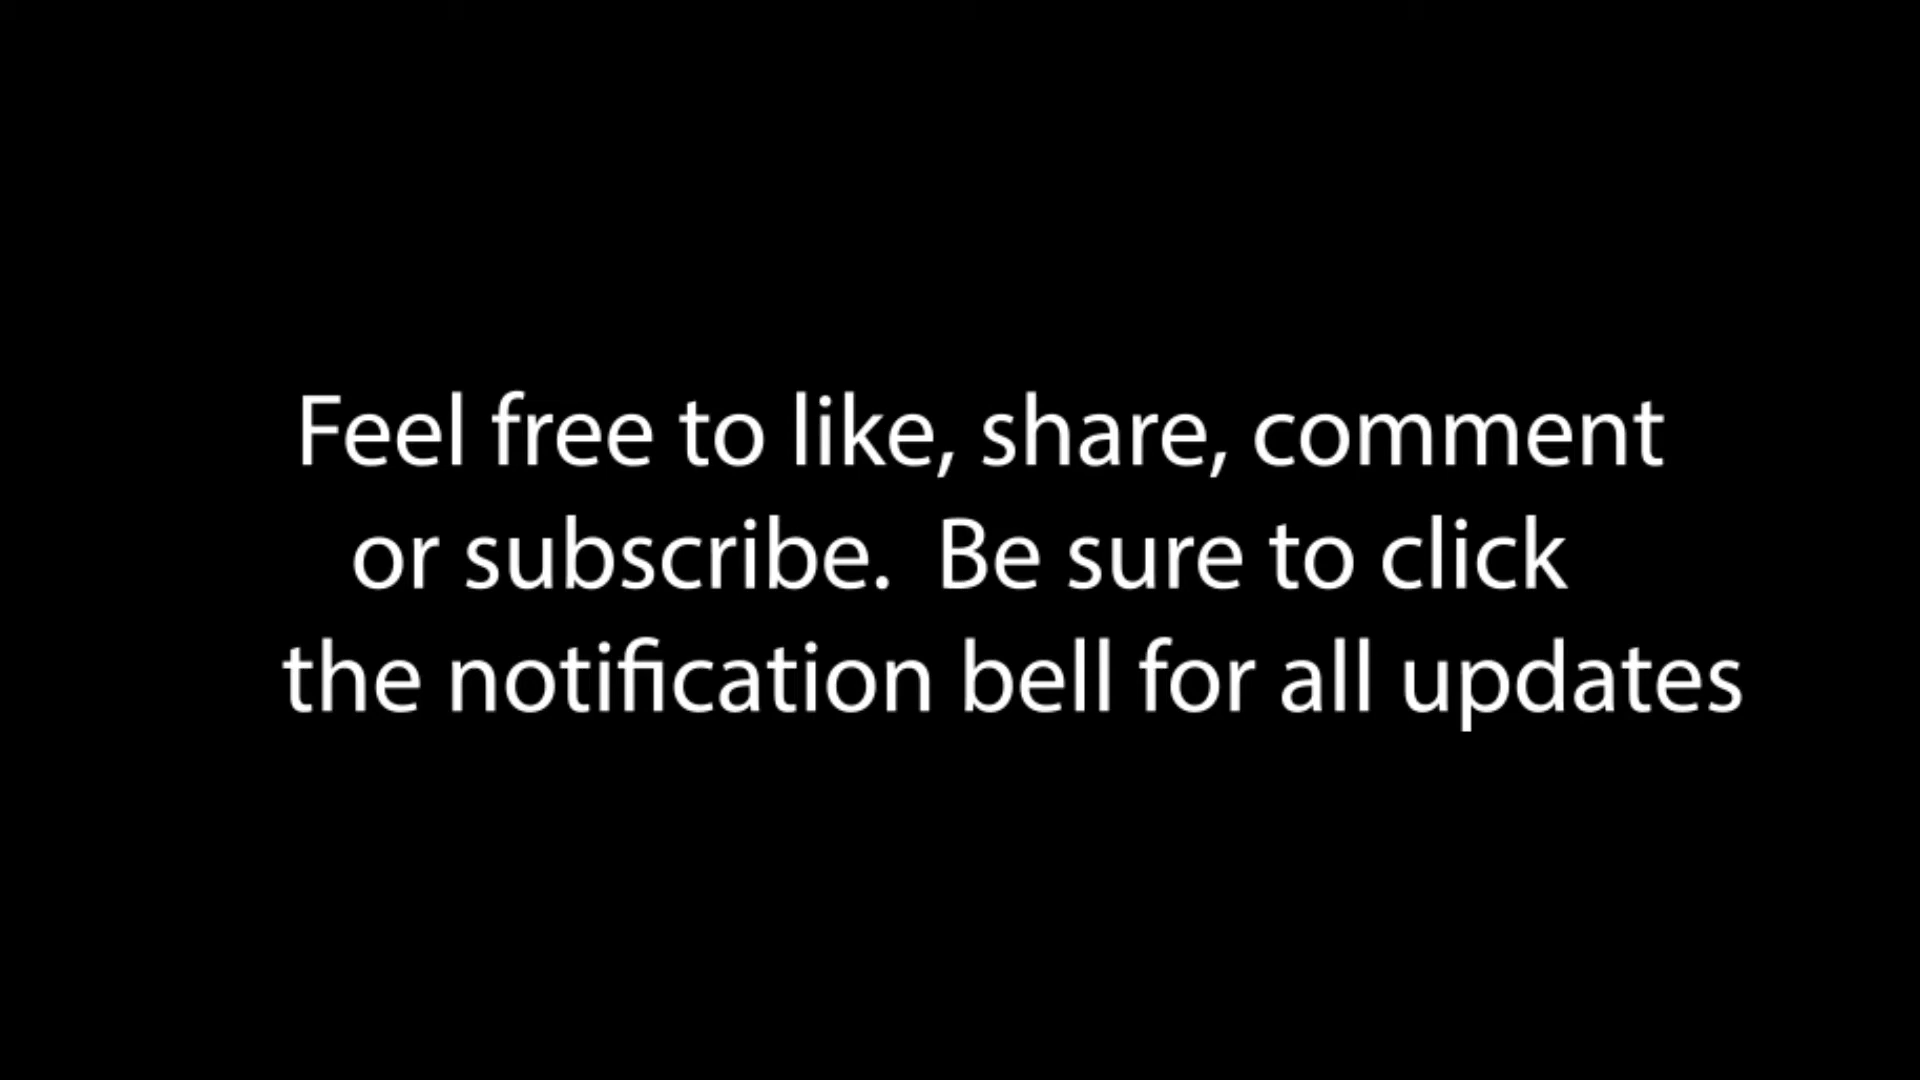 Feel free to like, share, comment
or subscribe.  Be sure to click
the notification bell for all updates